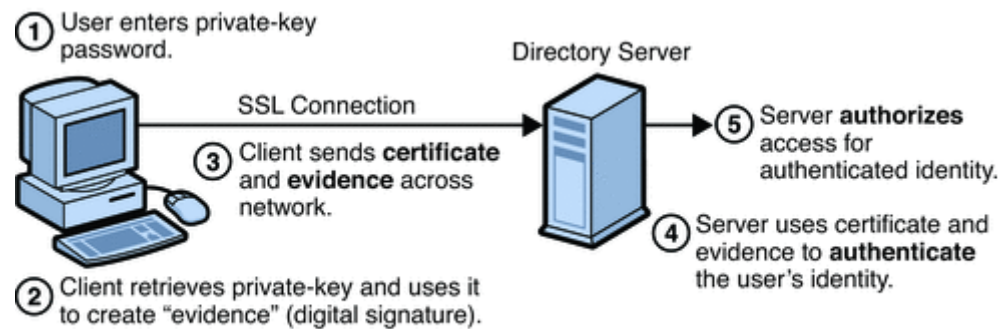 1 User enters private-key
password.
Directory Server
SSL Connection
3 Client sends certificate
and evidence across
network.
5 Server authorizes
access for
authenticated identity.
4 Server uses certificate and
evidence to authenticate
the user's identity.
2 Client retrieves private-key and uses it
to create “evidence” (digital signature).